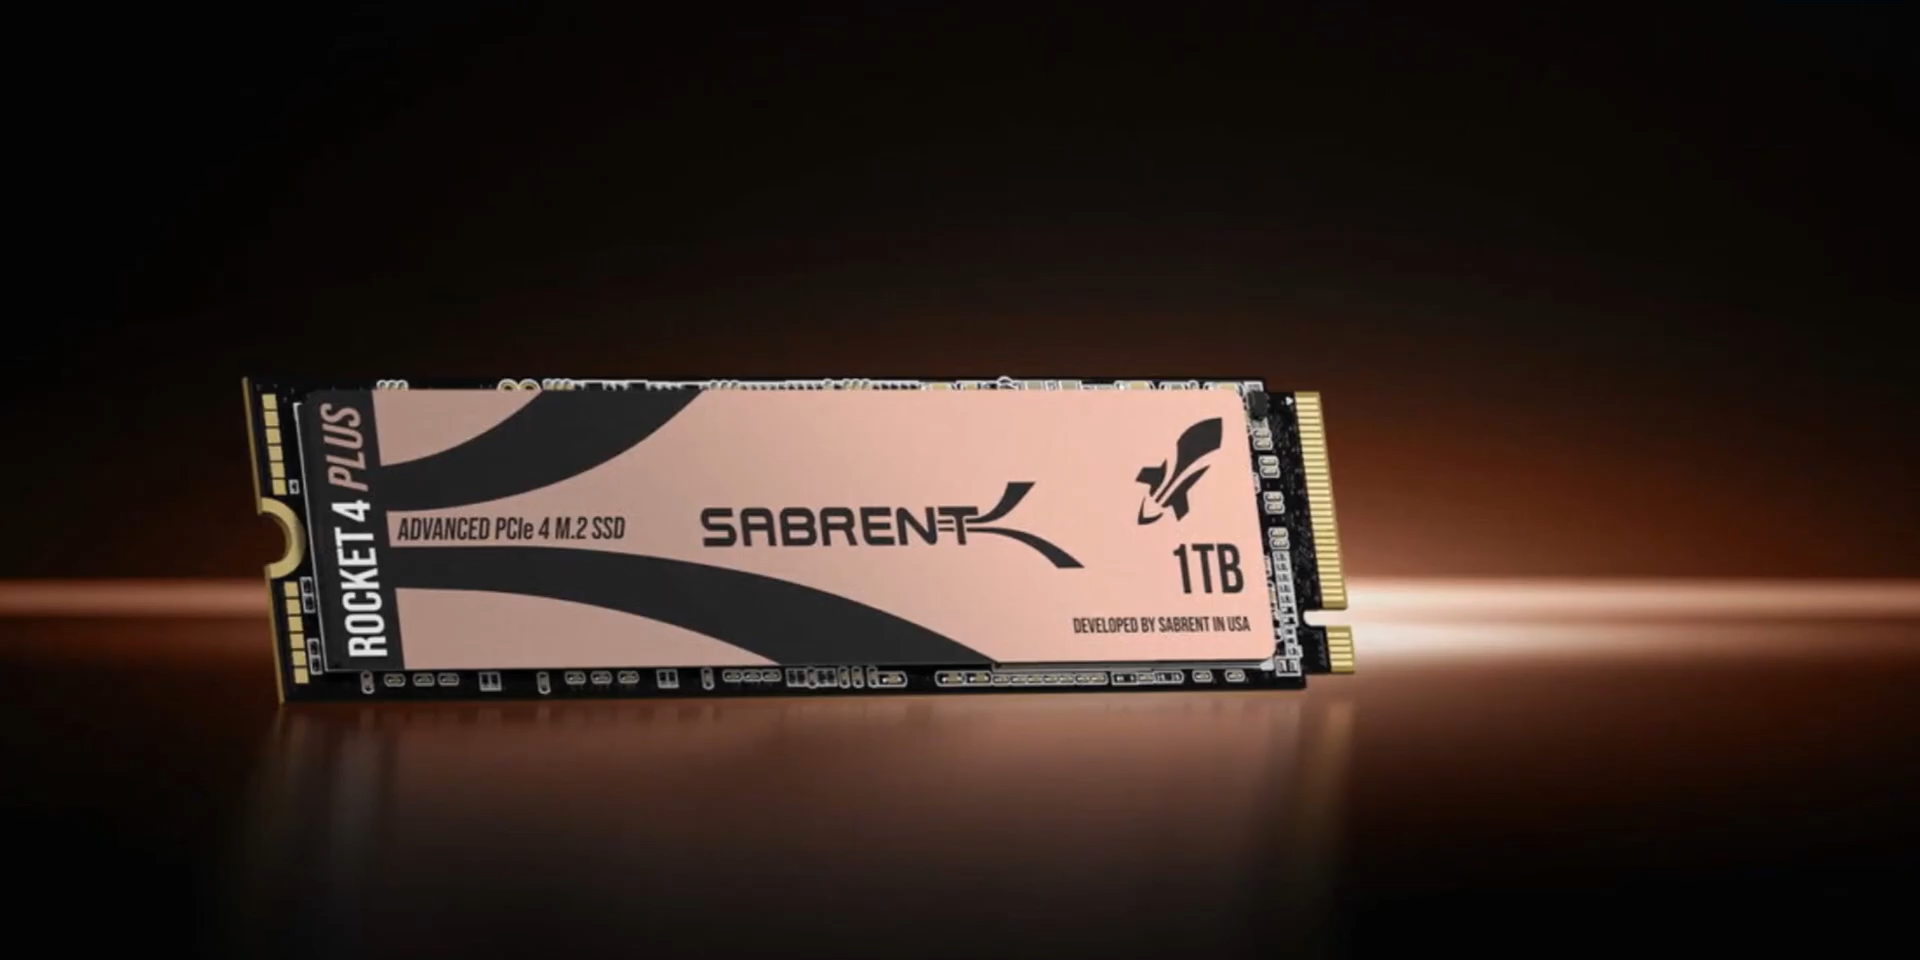 ROCKET 4 PLUS
ADVANCED PCIe 4 M.2 SSD
SABRENT
1TB
DEVELOPED BY SABRENT IN USA